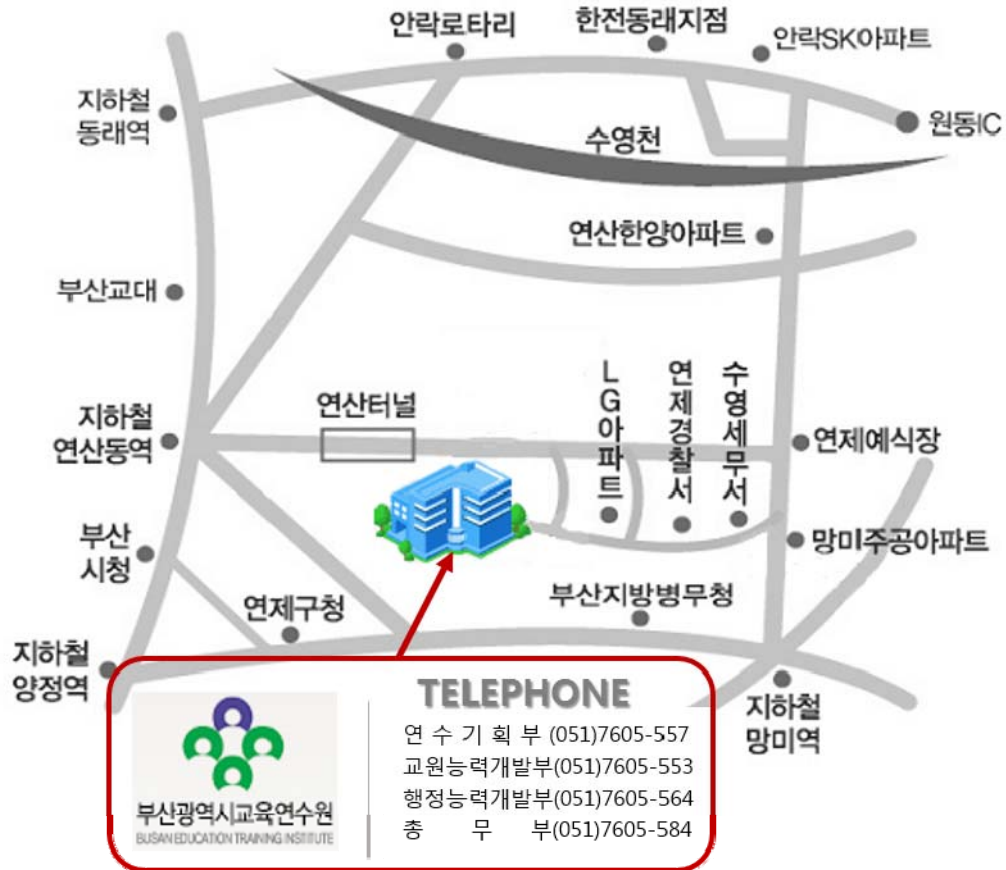 안락로타리
한전동래지점
안락SK아파트
지하철
동래역
원동IC
수영천
연산한양아파트
부산교대
지하철
연산동역
연산터널
LG아파트
연제경찰서
수영세무서
연제예식장
부산
시청
망미주공아파트
연제구청
부산지방병무청
지하철
양정역
지하철
망미역
TELEPHONE
연 수 기 획 부 (051)7605-557
교원능력개발부(051)7605-553
행정능력개발부(051)7605-564
총 무 부(051)7605-584
부산광역시교육연수원
BUSAN EDUCATION TRAINING INSTITUTE